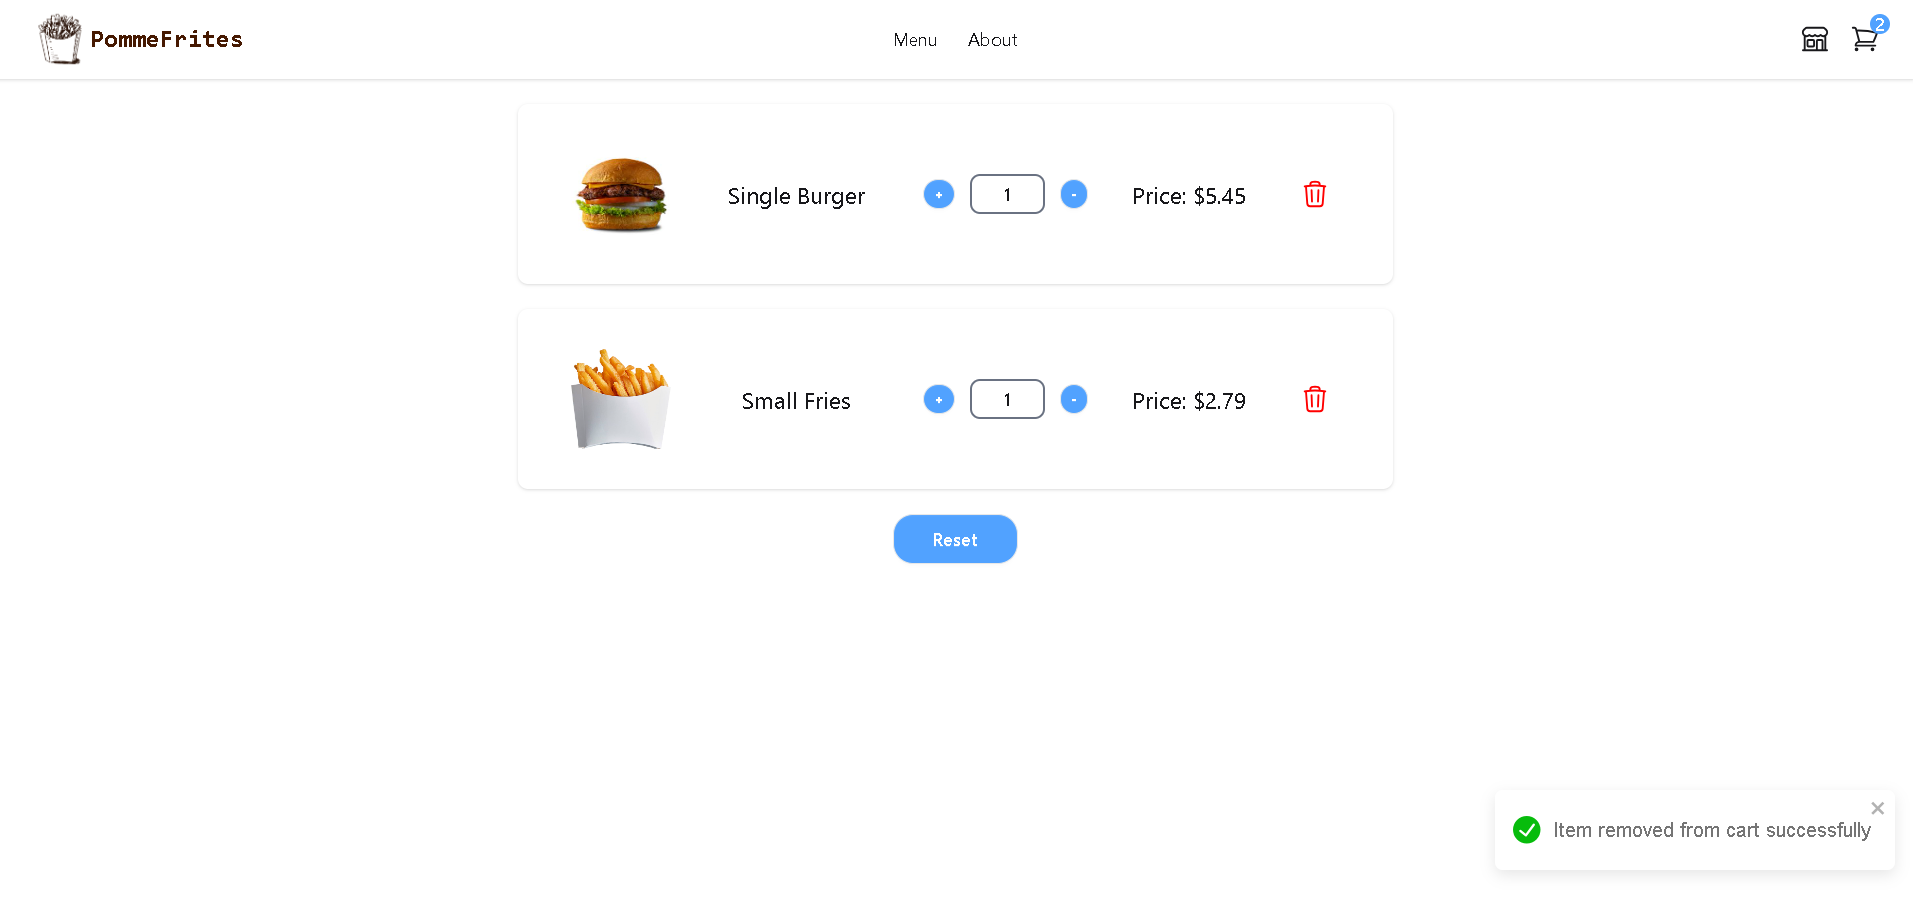 PommeFrites
Menu About
2
Single Burger + 1 - Price: $5.45
Small Fries + 1 - Price: $2.79
Reset
Item removed from cart successfully